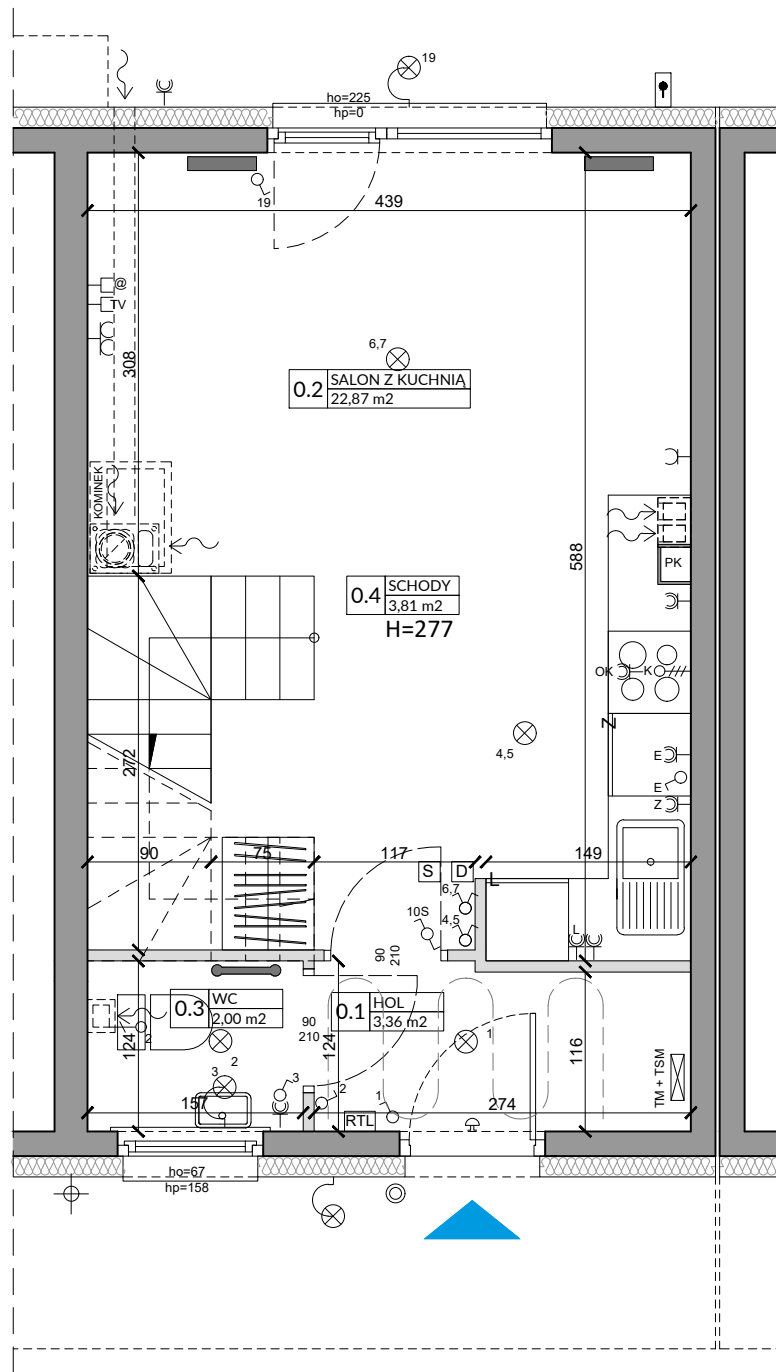 19
ho=225
hp=0
19
439
@
TV
308
6,7
0.2 SALON Z KUCHNIĄ
22,87 m2
KOMINEK
588
PK
0.4 SCHODY
3,81 m2
H=277
OK
K
Z
4,5
272
E
E
Z
90
75
117
149
S
D
L
6,7
4,5
10S
L
90
210
0.3 WC
2,00 m2
0.1 HOL
3,36 m2
90
210
124
2
2
124
1
116
3
3
2
1
157
274
RTL
TM + TSM
ho=67
hp=158